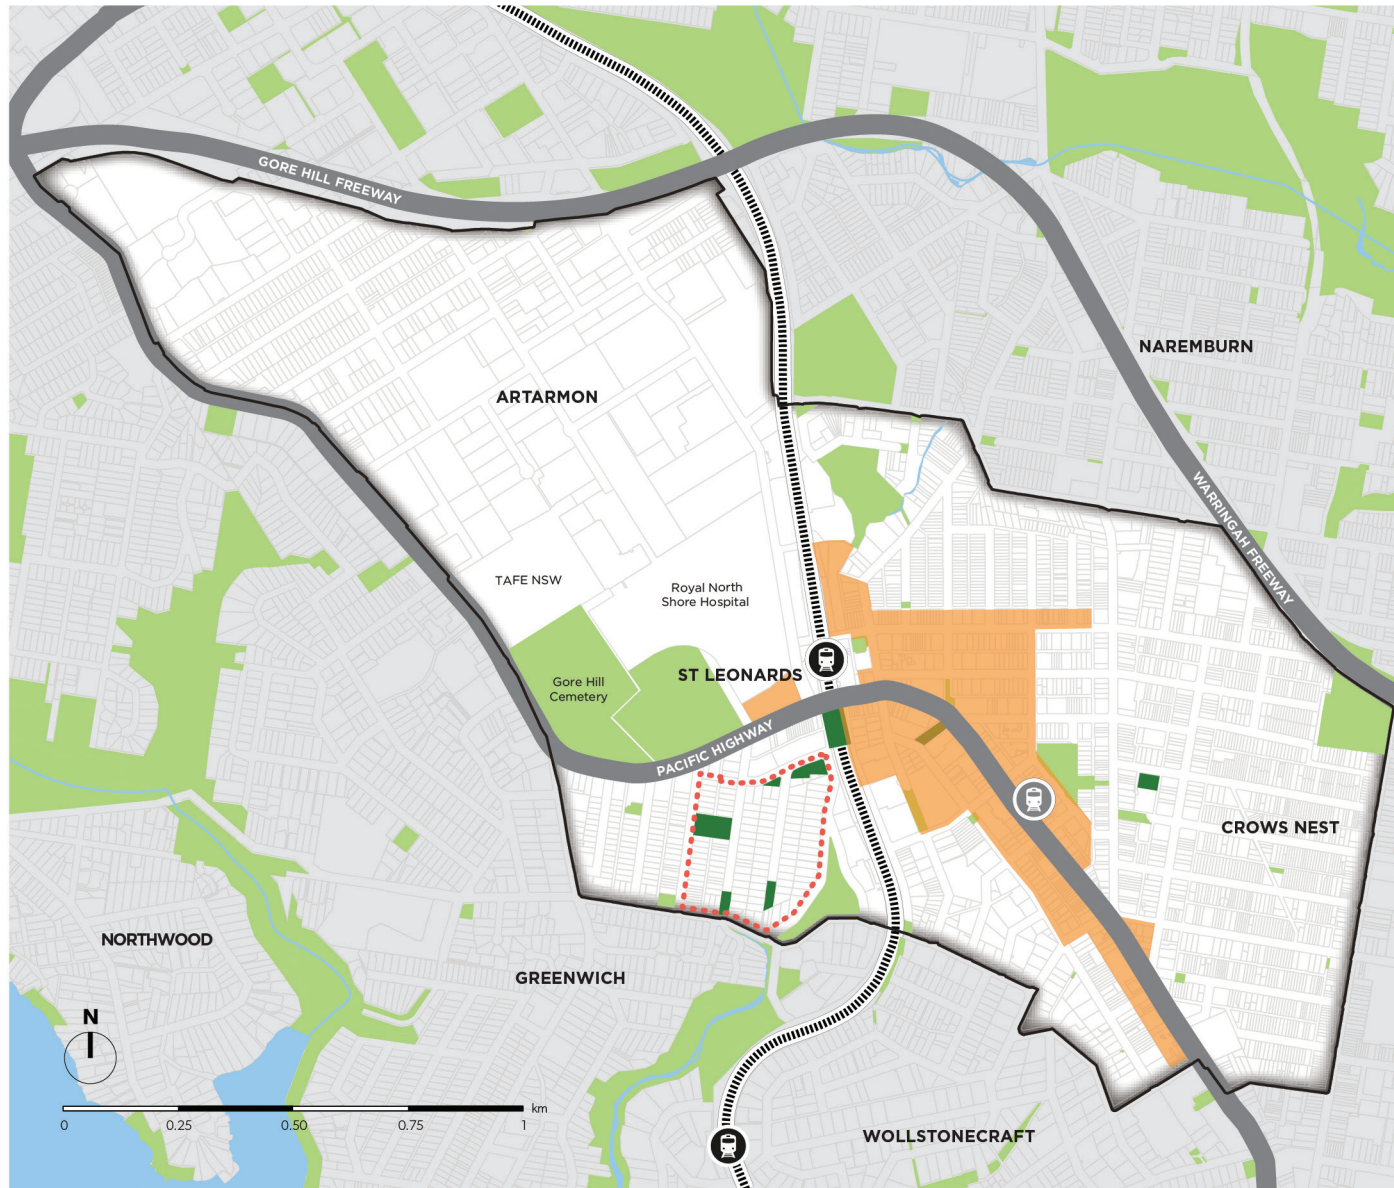 GORE HILL FREEWAY
NAREMBURN
ARTARMON
WARRINGAH FREEWAY
TAFE NSW
Royal North
Shore Hospital
ST LEONARDS
Gore Hill
Cemetery
PACIFIC HIGHWAY
CROWS NEST
NORTHWOOD
GREENWICH
N
km
0 0.25 0.50 0.75 1
WOLLSTONECRAFT